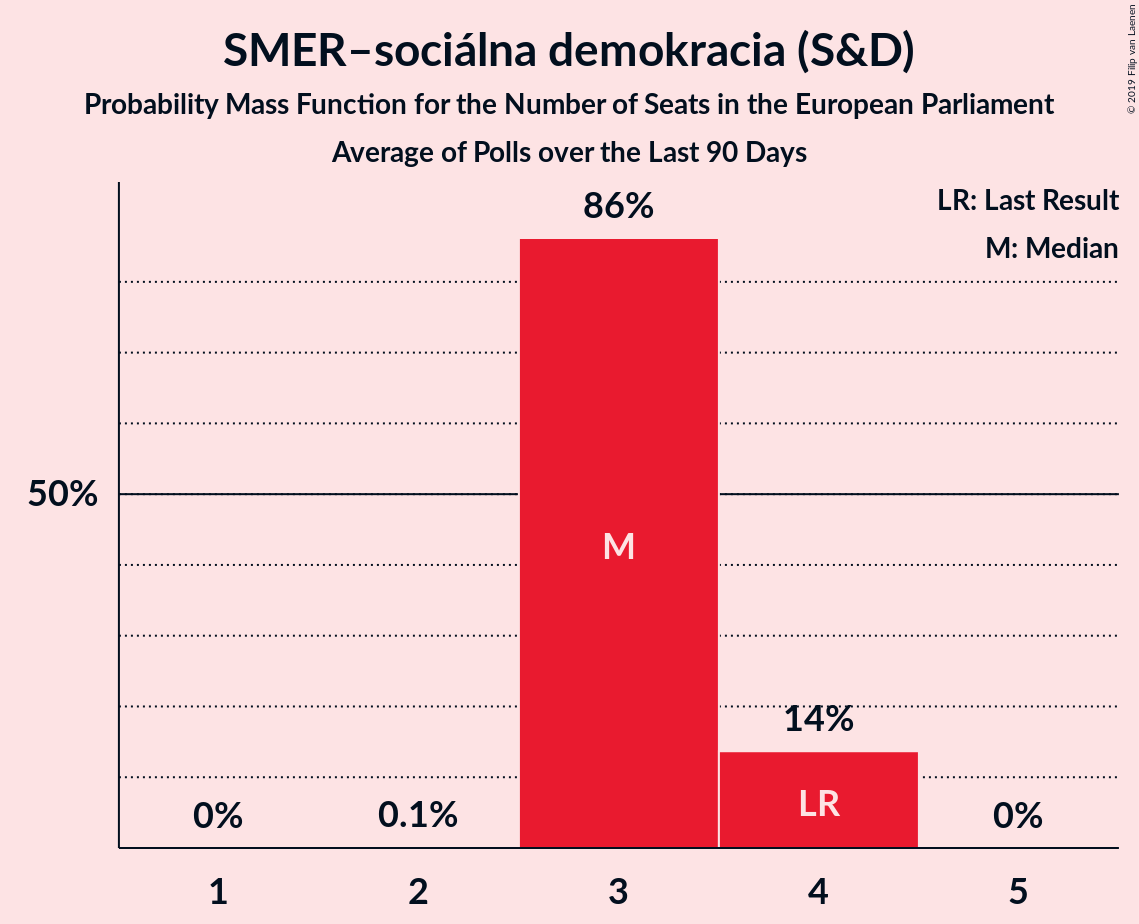 SMER–sociálna demokracia (S&D)
Probability Mass Function for the Number of Seats in the European Parliament
Average of Polls over the Last 90 Days
© 2019 Filip van Laenen
LR: Last Result
M: Median
86%
50%
M
14%
LR
0%
0.1%
0%
1
2
3
4
5